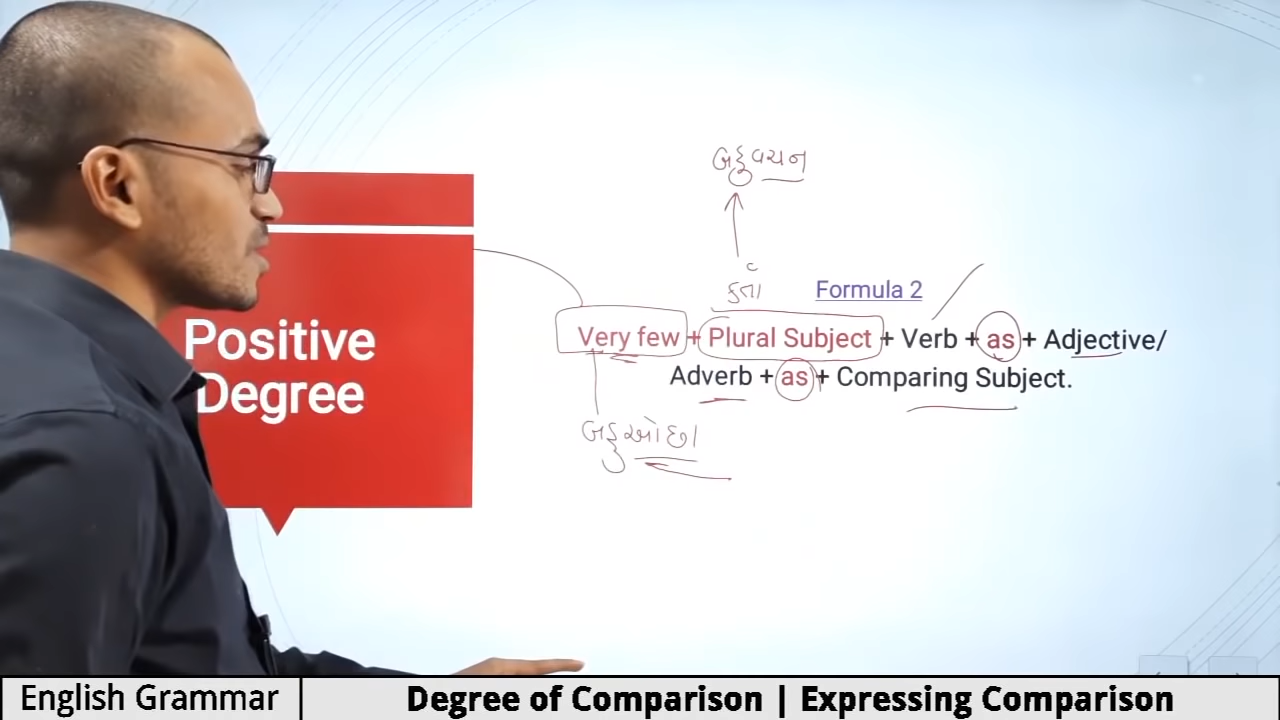 બહુવચન
કર્તા
Formula 2
Very few + Plural Subject + Verb + as + Adjective/
Adverb + as + Comparing Subject.
બહુ ઓછા
Positive
Degree
English Grammar
Degree of Comparison | Expressing Comparison